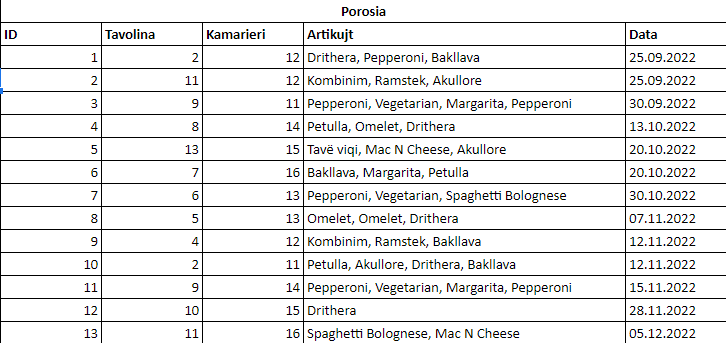 Porosia
ID Tavolina Kamarieri Artikujt Data
1 2 12 Drithera, Pepperoni, Bakllava 25.09.2022
2 11 12 Kombinim, Ramstek, Akullore 25.09.2022
3 9 11 Pepperoni, Vegetarian, Margarita, Pepperoni 30.09.2022
4 8 14 Petulla, Omelet, Drithera 13.10.2022
5 13 15 Tavë viqi, Mac N Cheese, Akullore 20.10.2022
6 7 16 Bakllava, Margarita, Petulla 20.10.2022
7 6 13 Pepperoni, Vegetarian, Spaghetti Bolognese 30.10.2022
8 5 13 Omelet, Omelet, Drithera 07.11.2022
9 4 12 Kombinim, Ramstek, Bakllava 12.11.2022
10 2 11 Petulla, Akullore, Drithera, Bakllava 12.11.2022
11 9 14 Pepperoni, Vegetarian, Margarita, Pepperoni 15.11.2022
12 10 15 Drithera 28.11.2022
13 11 16 Spaghetti Bolognese, Mac N Cheese 05.12.2022